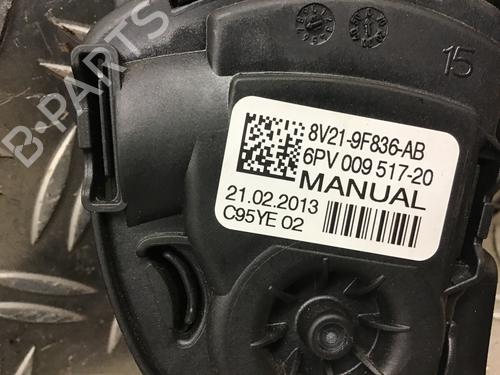 B-PARTS
15
8V21-9F836-AB
6PV 009 517-20
MANUAL
21.02.2013
C95YE 02